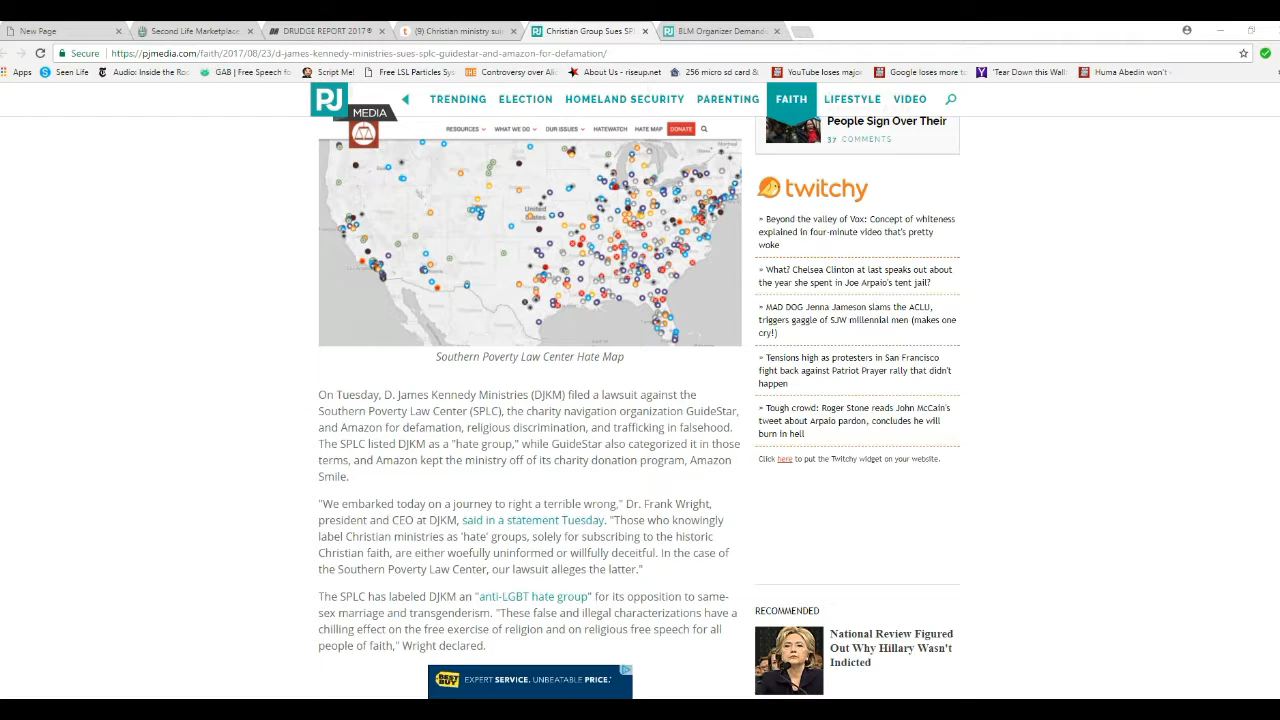 New Page
Second Life Marketplace
DRUDGE REPORT 2017®
(9) Christian ministry sui
Christian Group Sues SPL
BLM Organizer Demand
Secure
https://pjmedia.com/faith/2017/08/23/d-james-kennedy-ministries-sues-splc-guidestar-and-amazon-for-defamation/
Apps
Seen Life
Audio: Inside the Ro
GAB | Free Speech fo
Script Me!
Free LSL Particles Sy
Controversy over Ali
About Us - riseup.net
256 micro sd card &
YouTube loses majo
Google loses more t
'Tear Down this Wall
Huma Abedin won't
PJ
MEDIA
TRENDING
ELECTION
HOMELAND SECURITY
PARENTING
FAITH
LIFESTYLE
VIDEO
RESOURCES
WHAT WE DO
OUR ISSUES
HATEWATCH
HATE MAP
DONATE
United
States
Montreal
Southern Poverty Law Center Hate Map
On Tuesday, D. James Kennedy Ministries (DJKM) filed a lawsuit against the
Southern Poverty Law Center (SPLC), the charity navigation organization GuideStar,
and Amazon for defamation, religious discrimination, and trafficking in falsehood.
The SPLC listed DJKM as a "hate group," while GuideStar also categorized it in those
terms, and Amazon kept the ministry off of its charity donation program, Amazon
Smile.
"We embarked today on a journey to right a terrible wrong," Dr. Frank Wright,
president and CEO at DJKM, said in a statement Tuesday. "Those who knowingly
label Christian ministries as 'hate' groups, solely for subscribing to the historic
Christian faith, are either woefully uninformed or willfully deceitful. In the case of
the Southern Poverty Law Center, our lawsuit alleges the latter."
The SPLC has labeled DJKM an "anti-LGBT hate group" for its opposition to same-
sex marriage and transgenderism. "These false and illegal characterizations have a
chilling effect on the free exercise of religion and on religious free speech for all
people of faith," Wright declared.
BEST BUY
EXPERT SERVICE. UNBEATABLE PRICE.
People Sign Over Their
37 COMMENTS
twitchy
» Beyond the valley of Vox: Concept of whiteness
explained in four-minute video that's pretty
woke
» What? Chelsea Clinton at last speaks out about
the year she spent in Joe Arpaio's tent jail?
» MAD DOG Jenna Jameson slams the ACLU,
triggers gaggle of SJW millennial men (makes one
cry!)
» Tensions high as protesters in San Francisco
fight back against Patriot Prayer rally that didn't
happen
» Tough crowd: Roger Stone reads John McCain's
tweet about Arpaio pardon, concludes he will
burn in hell
Click here to put the Twitchy widget on your website.
RECOMMENDED
National Review Figured
Out Why Hillary Wasn't
Indicted